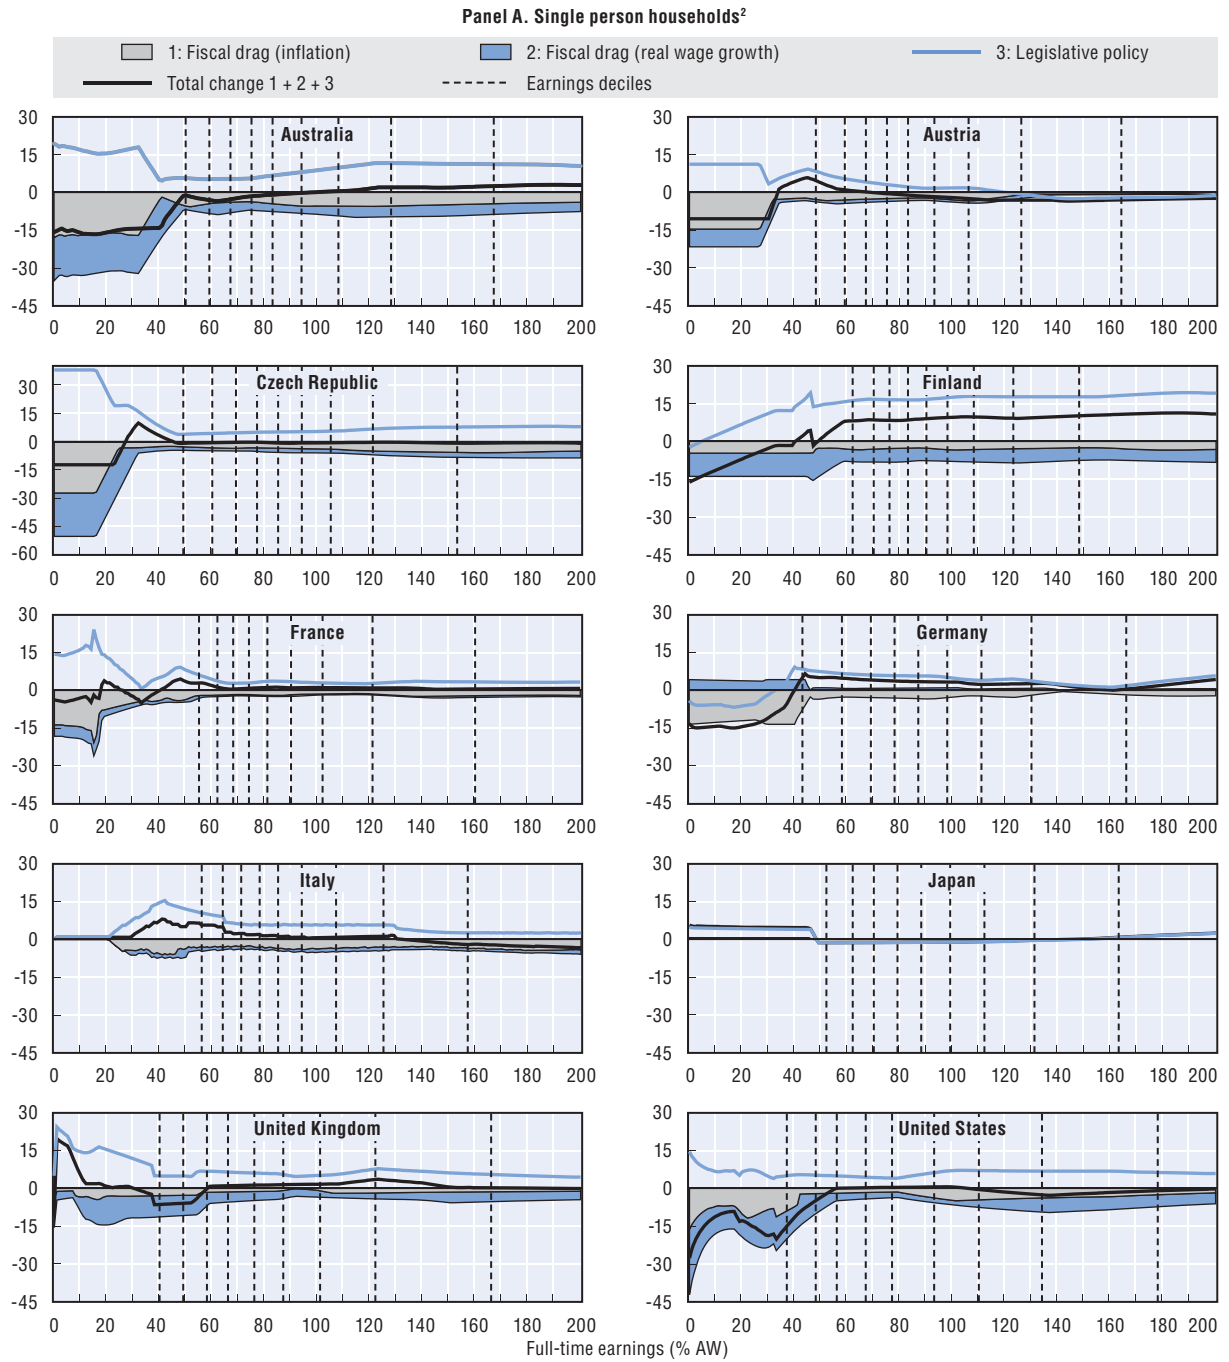 Panel A. Single person households²
1: Fiscal drag (inflation) 2: Fiscal drag (real wage growth) 3: Legislative policy
Total change 1 + 2 + 3 Earnings deciles
Australia
30
15
0
-15
-30
-45
0 20 40 60 80 100 120 140 160 180 200
Austria
30
15
0
-15
-30
-45
0 20 40 60 80 100 120 140 160 180 200
Czech Republic
30
15
0
-15
-30
-45
-60
0 20 40 60 80 100 120 140 160 180 200
Finland
30
15
0
-15
-30
-45
0 20 40 60 80 100 120 140 160 180 200
France
30
15
0
-15
-30
-45
0 20 40 60 80 100 120 140 160 180 200
Germany
30
15
0
-15
-30
-45
0 20 40 60 80 100 120 140 160 180 200
Italy
30
15
0
-15
-30
-45
0 20 40 60 80 100 120 140 160 180 200
Japan
30
15
0
-15
-30
-45
0 20 40 60 80 100 120 140 160 180 200
United Kingdom
30
15
0
-15
-30
-45
0 20 40 60 80 100 120 140 160 180 200
United States
30
15
0
-15
-30
-45
0 20 40 60 80 100 120 140 160 180 200
Full-time earnings (% AW)